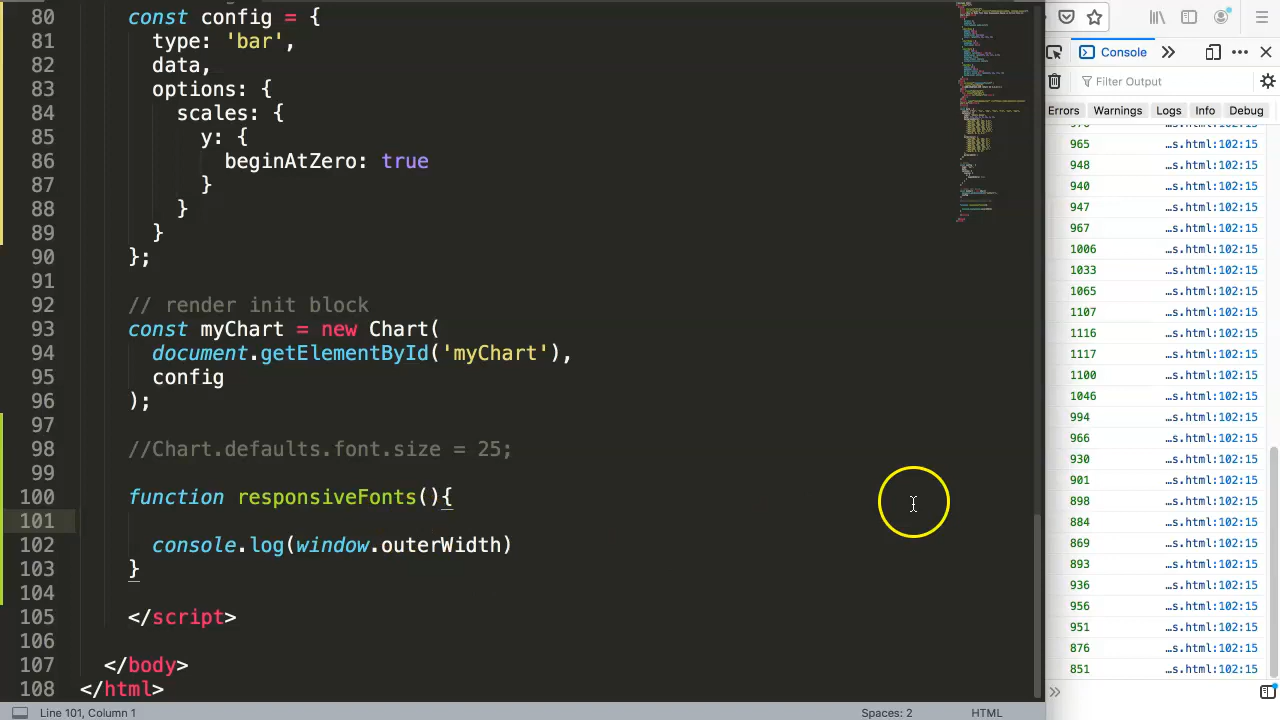 80 const config = {
81 type: 'bar',
82 data,
83 options: {
84 scales: {
85 y: {
86 beginAtZero: true
87 }
88 }
89 }
90 };
91
92 // render init block
93 const myChart = new Chart(
94 document.getElementById('myChart'),
95 config
96 );
97
98 //Chart.defaults.font.size = 25;
99
100 function responsiveFonts(){
101
102 console.log(window.outerWidth)
103 }
104
105 </script>
106
107 </body>
108 </html>
Line 101, Column 1
Spaces: 2
HTML
Console
Filter Output
Errors Warnings Logs Info Debug
965 …s.html:102:15
948 …s.html:102:15
940 …s.html:102:15
947 …s.html:102:15
967 …s.html:102:15
1006 …s.html:102:15
1033 …s.html:102:15
1065 …s.html:102:15
1107 …s.html:102:15
1116 …s.html:102:15
1117 …s.html:102:15
1100 …s.html:102:15
1046 …s.html:102:15
994 …s.html:102:15
966 …s.html:102:15
930 …s.html:102:15
901 …s.html:102:15
898 …s.html:102:15
884 …s.html:102:15
869 …s.html:102:15
893 …s.html:102:15
936 …s.html:102:15
956 …s.html:102:15
951 …s.html:102:15
876 …s.html:102:15
851 …s.html:102:15